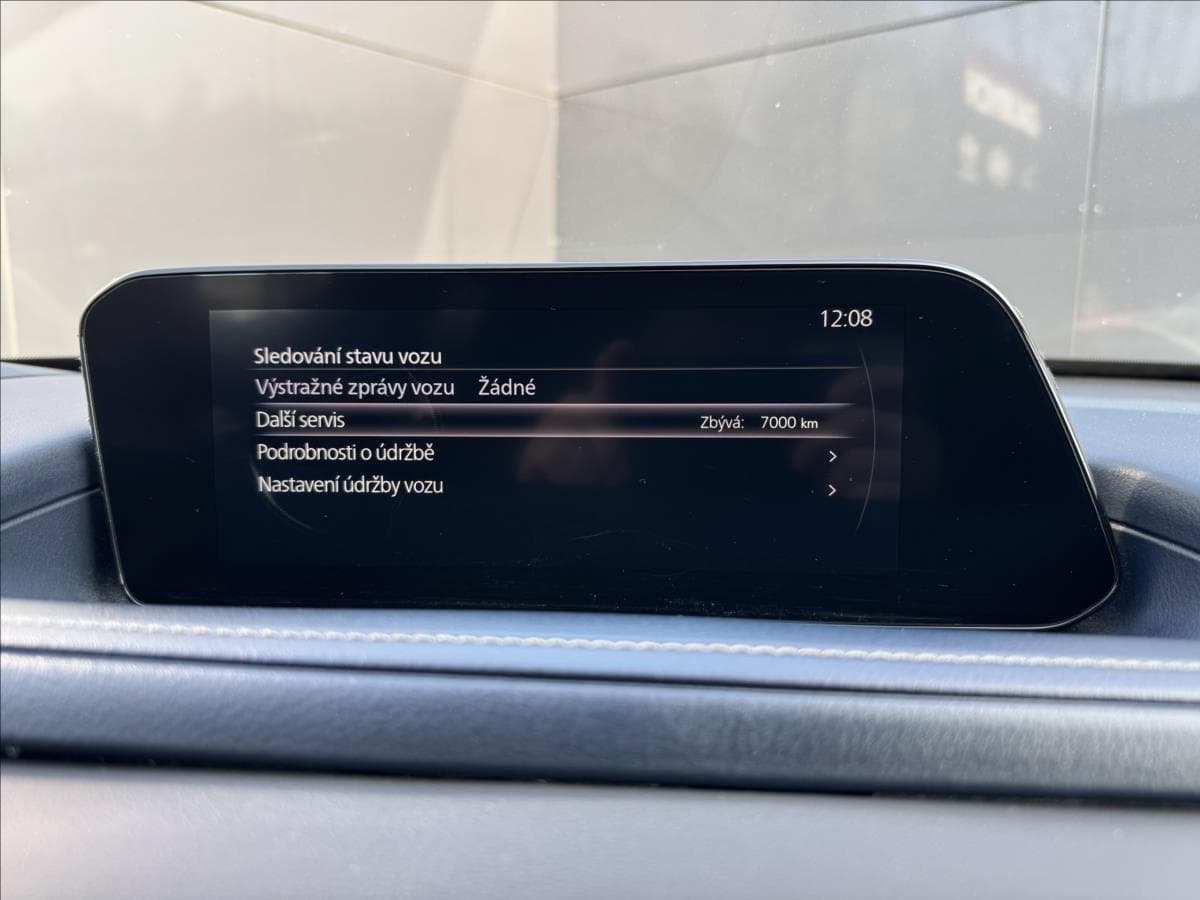 12:08
Sledování stavu vozu
Výstražné zprávy vozu Žádné
Další servis Zbývá: 7000 km
Podrobnosti o údržbě >
Nastavení údržby vozu >